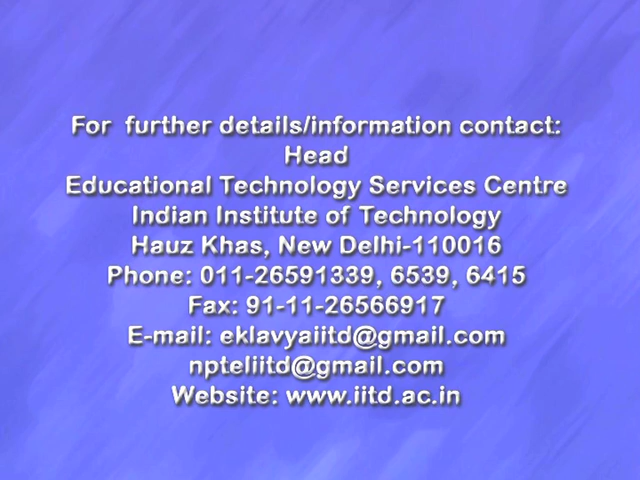 For further details/information contact:
Head
Educational Technology Services Centre
Indian Institute of Technology
Hauz Khas, New Delhi-110016
Phone: 011-26591339, 6539, 6415
Fax: 91-11-26566917
E-mail: eklavyaiitd@gmail.com
npteliitd@gmail.com
Website: www.iitd.ac.in